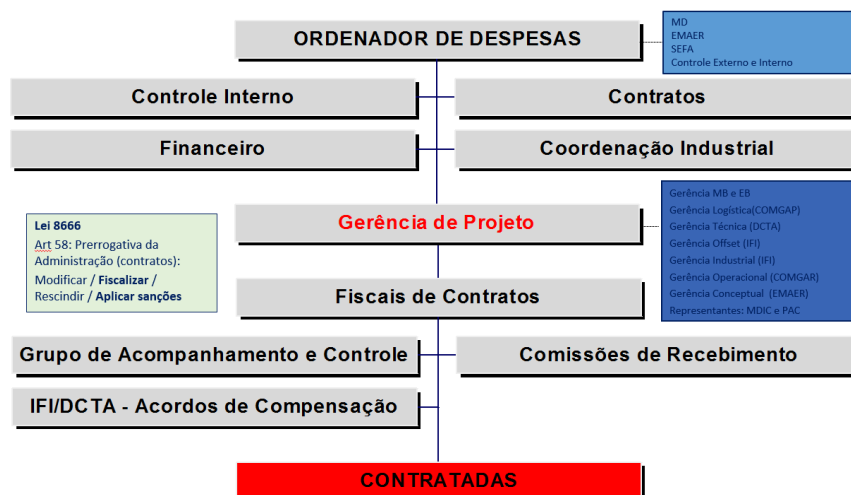 ORDENADOR DE DESPESAS
MD
EMAER
SEFA
Controle Externo e Interno
Controle Interno
Contratos
Financeiro
Coordenação Industrial
Gerência de Projeto
Gerência MB e EB
Gerência Logística(COMGAP)
Gerência Técnica (DCTA)
Gerência Offset (IFI)
Gerência Industrial (IFI)
Gerência Operacional (COMGAR)
Gerência Conceptual (EMAER)
Representantes: MDIC e PAC
Lei 8666
Art 58: Prerrogativa da
Administração (contratos):
Modificar / Fiscalizar /
Rescindir / Aplicar sanções
Fiscais de Contratos
Grupo de Acompanhamento e Controle
Comissões de Recebimento
IFI/DCTA - Acordos de Compensação
CONTRATADAS